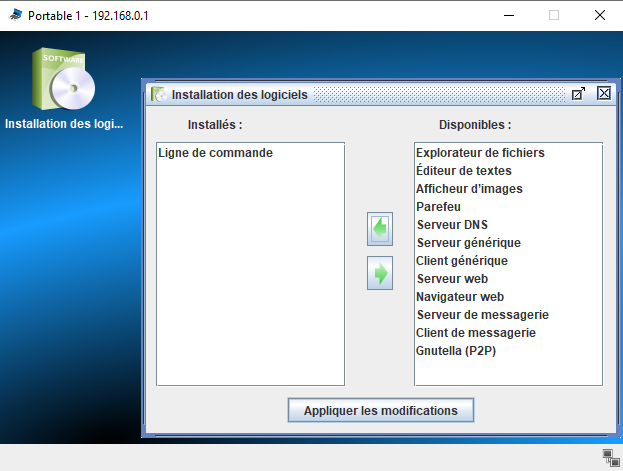 Portable 1 - 192.168.0.1
SOFTWARE
Installation des logi...
Installation des logiciels
Installés :
Disponibles :
Ligne de commande
Explorateur de fichiers
Éditeur de textes
Afficheur d'images
Parefeu
Serveur DNS
Serveur générique
Client générique
Serveur web
Navigateur web
Serveur de messagerie
Client de messagerie
Gnutella (P2P)
Appliquer les modifications